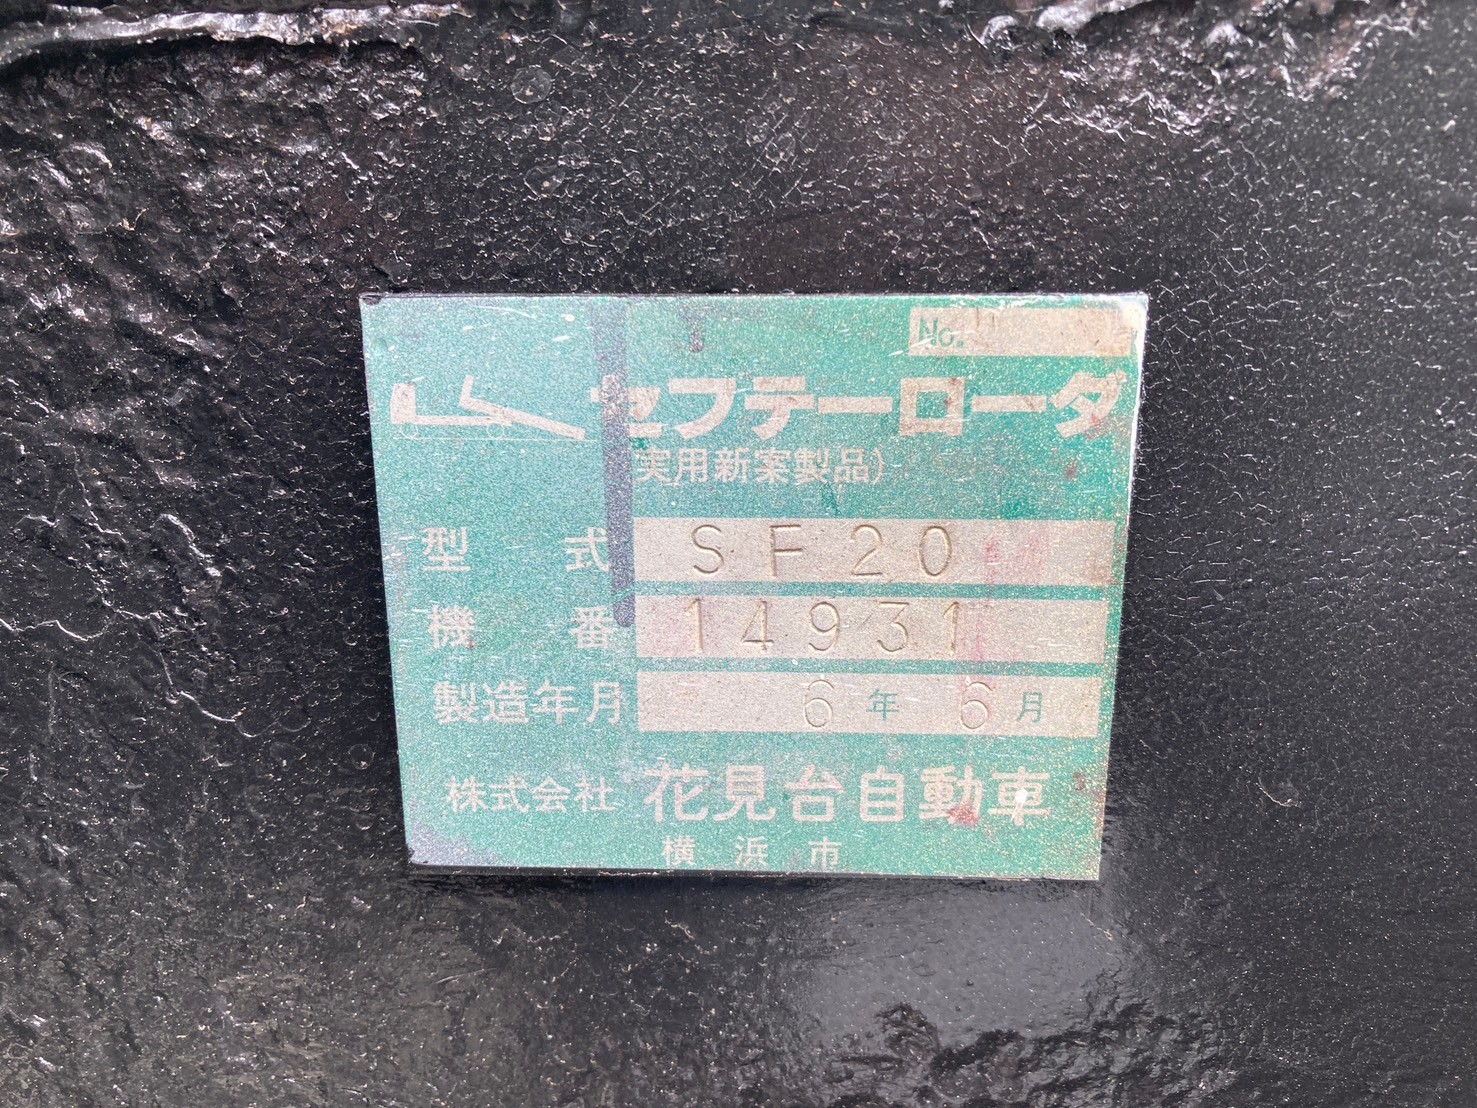 No.
セフテーローダ
(実用新案製品)
型式 SF20
機番 14931
製造年月 6年6月
株式会社 花見台自動車
横浜市